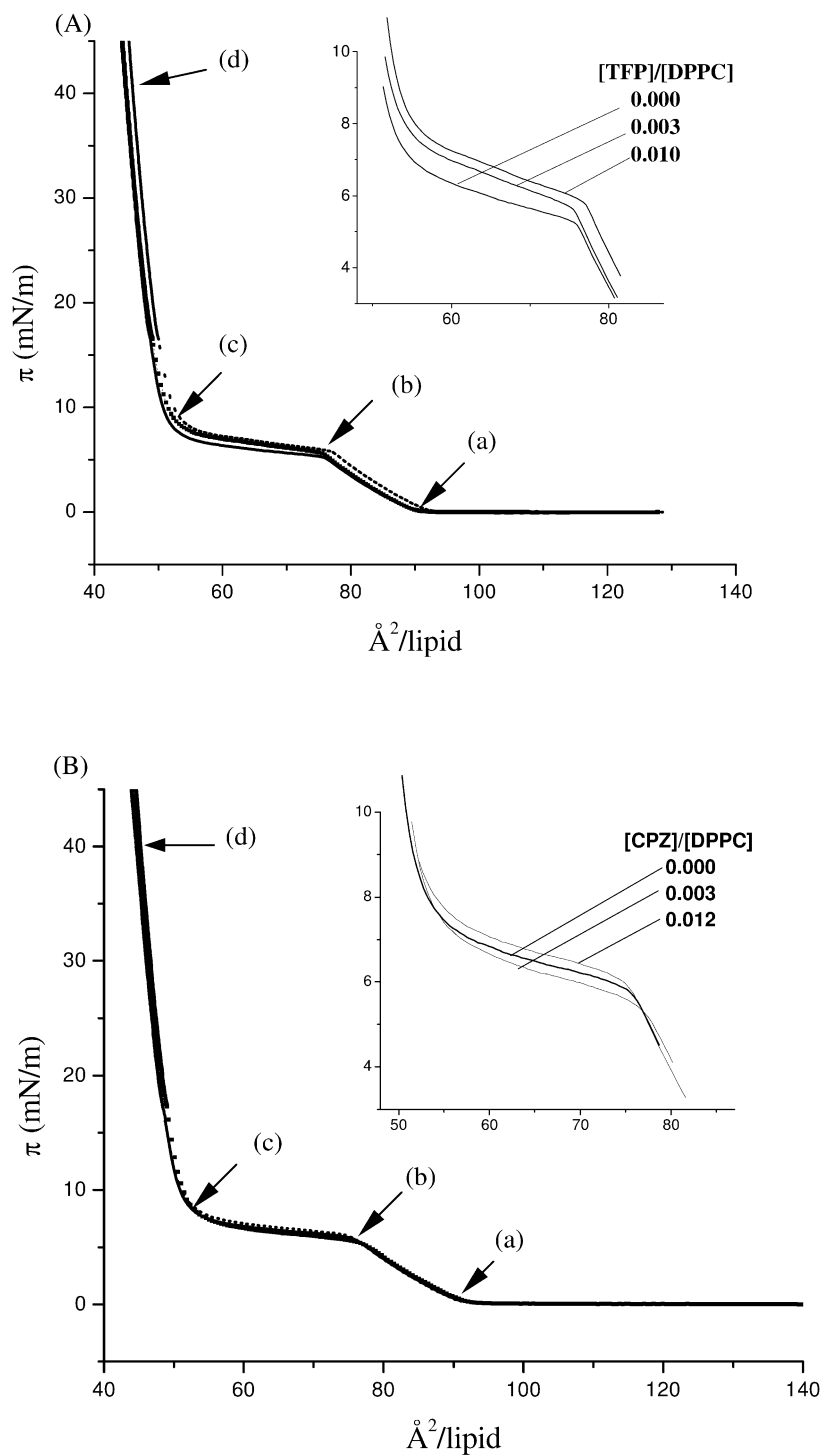 (A)
(d)
40
30
20
10
0
π (mN/m)
(c)
(b)
(a)
40 60 80 100 120 140
Å²/lipid
10
8
6
4
60 80
[TFP]/[DPPC]
0.000
0.003
0.010
(B)
(d)
40
30
20
10
0
π (mN/m)
(c)
(b)
(a)
40 60 80 100 120 140
Å²/lipid
10
8
6
4
50 60 70 80
[CPZ]/[DPPC]
0.000
0.003
0.012